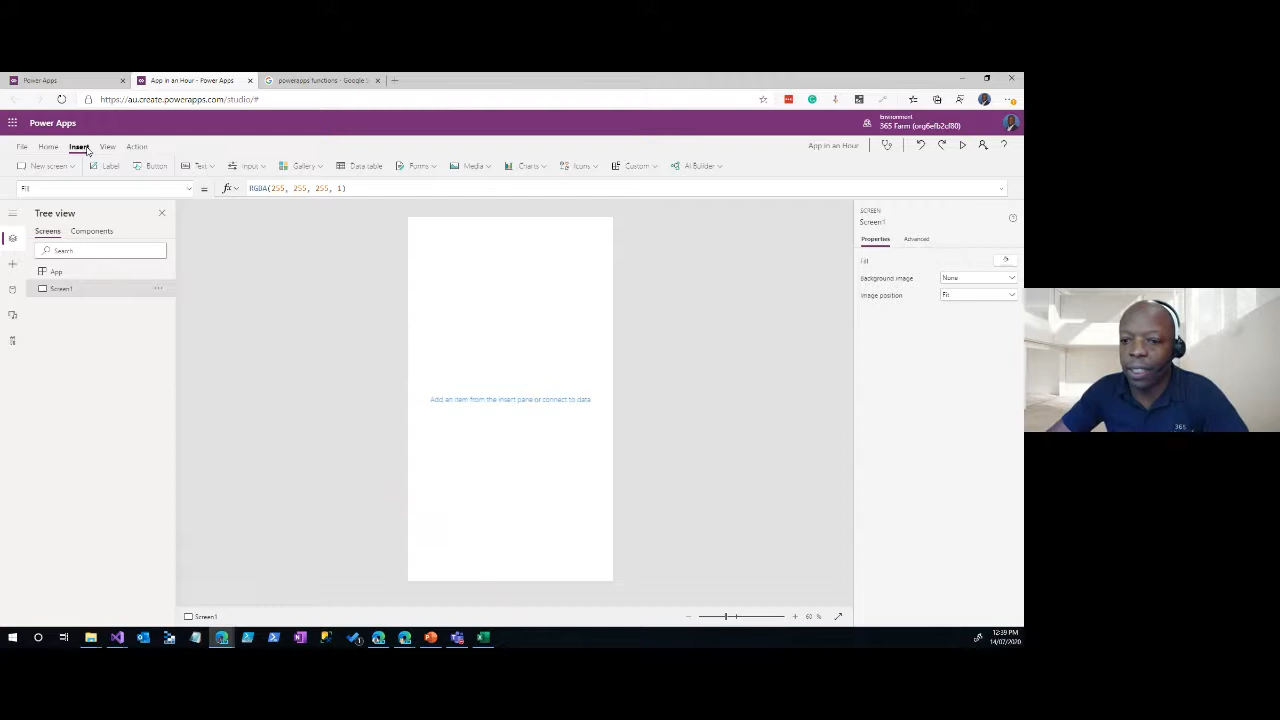 Power Apps
App in an Hour - Power Apps
powerapps functions - Google S
https://au.create.powerapps.com/studio/#
Power Apps
Environment
365 Farm (org6efb2cf80)
File Home Insert View Action
App in an Hour
New screen Label Button Text Input Gallery Data table Forms Media Charts Icons Custom AI Builder
Fill = fx RGBA(255, 255, 255, 1)
Tree view
Screens Components
Search
App
Screen1
Add an item from the insert pane or connect to data
SCREEN
Screen1
Properties Advanced
Fill
Background image None
Image position Fit
Screen1
60 %
12:39 PM
14/07/2020
365